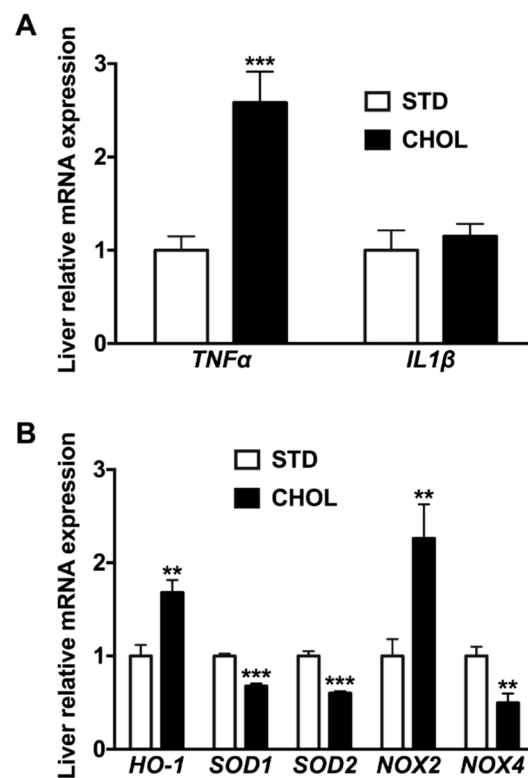 A
Liver relative mRNA expression
3
2
1
0
***
STD
CHOL
TNFα IL1β
B
Liver relative mRNA expression
3
2
1
0
STD
CHOL
** *** *** ** **
HO-1 SOD1 SOD2 NOX2 NOX4